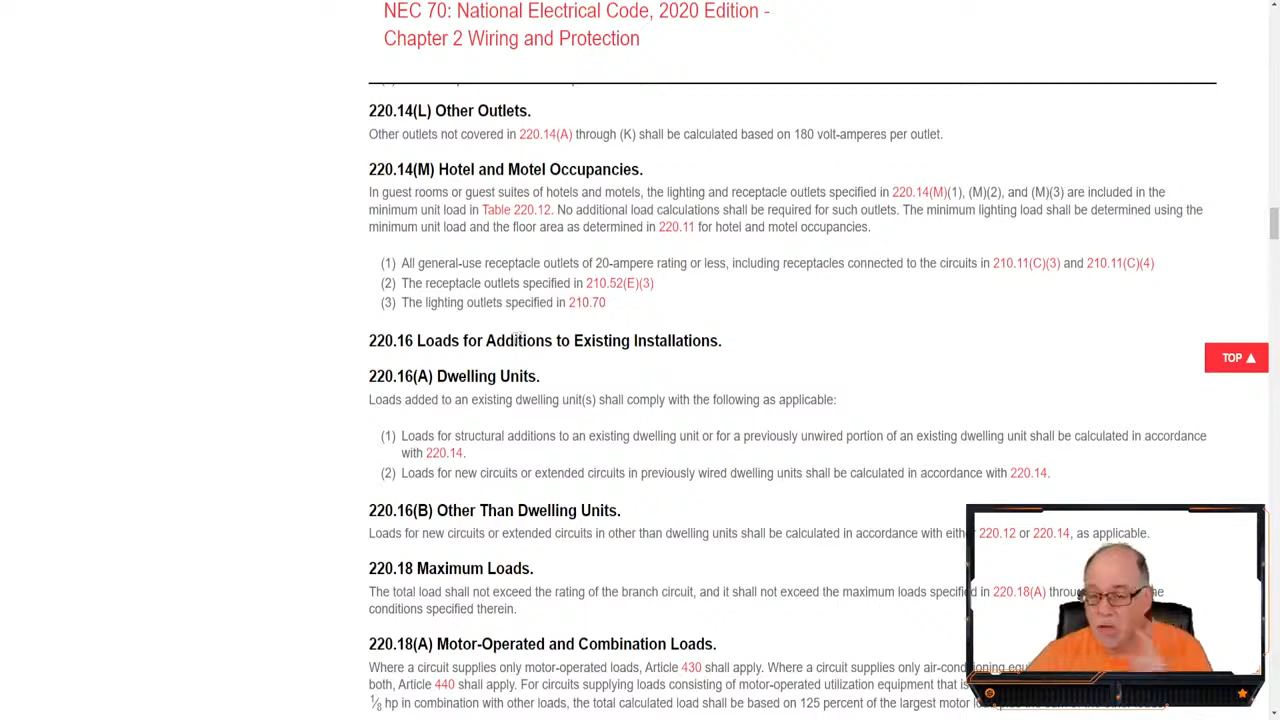 NEC 70: National Electrical Code, 2020 Edition -
Chapter 2 Wiring and Protection
220.14(L) Other Outlets.
Other outlets not covered in 220.14(A) through (K) shall be calculated based on 180 volt-amperes per outlet.
220.14(M) Hotel and Motel Occupancies.
In guest rooms or guest suites of hotels and motels, the lighting and receptacle outlets specified in 220.14(M)(1), (M)(2), and (M)(3) are included in the
minimum unit load in Table 220.12. No additional load calculations shall be required for such outlets. The minimum lighting load shall be determined using the
minimum unit load and the floor area as determined in 220.11 for hotel and motel occupancies.
(1) All general-use receptacle outlets of 20-ampere rating or less, including receptacles connected to the circuits in 210.11(C)(3) and 210.11(C)(4)
(2) The receptacle outlets specified in 210.52(E)(3)
(3) The lighting outlets specified in 210.70
220.16 Loads for Additions to Existing Installations.
TOP ▲
220.16(A) Dwelling Units.
Loads added to an existing dwelling unit(s) shall comply with the following as applicable:
(1) Loads for structural additions to an existing dwelling unit or for a previously unwired portion of an existing dwelling unit shall be calculated in accordance
with 220.14.
(2) Loads for new circuits or extended circuits in previously wired dwelling units shall be calculated in accordance with 220.14.
220.16(B) Other Than Dwelling Units.
Loads for new circuits or extended circuits in other than dwelling units shall be calculated in accordance with 220.12 or 220.14, as applicable.
220.18 Maximum Loads.
The total load shall not exceed the rating of the branch circuit, and it shall not exceed the maximum loads specified in 220.18(A)
conditions specified therein.
220.18(A) Motor-Operated and Combination Loads.
Where a circuit supplies only motor-operated loads, Article 430 shall apply. Where a circuit supplies only
both, Article 440 shall apply. For circuits supplying loads consisting of motor-operated utilization equipment that is
⅛ hp in combination with other loads, the total calculated load shall be based on 125 percent of the largest motor